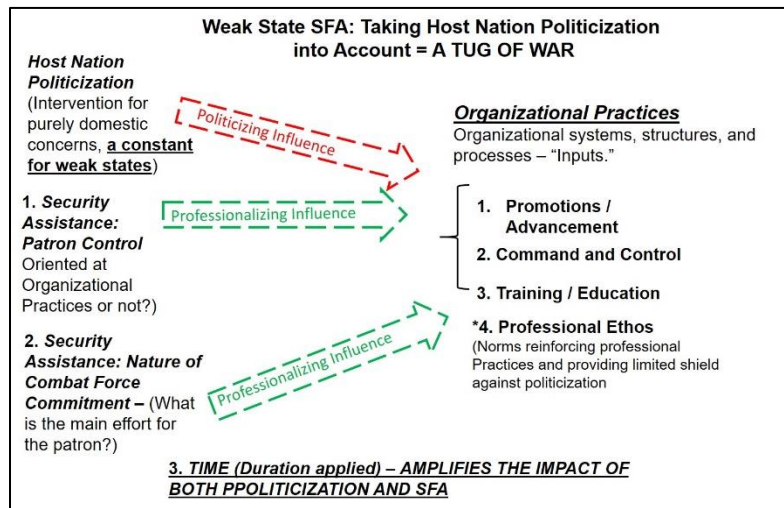 Weak State SFA: Taking Host Nation Politicization
into Account = A TUG OF WAR
Host Nation
Politicization
(Intervention for
purely domestic
concerns, a constant
for weak states)
Politicizing Influence
1. Security
Assistance:
Patron Control
Oriented at
Organizational
Practices or not?)
Professionalizing Influence
2. Security
Assistance: Nature of
Combat Force
Commitment – (What
is the main effort for
the patron?)
Professionalizing Influence
Organizational Practices
Organizational systems, structures, and
processes – “Inputs.”
1. Promotions /
Advancement
2. Command and Control
3. Training / Education
*4. Professional Ethos
(Norms reinforcing professional
Practices and providing limited shield
against politicization
3. TIME (Duration applied) – AMPLIFIES THE IMPACT OF
BOTH PPOLITICIZATION AND SFA